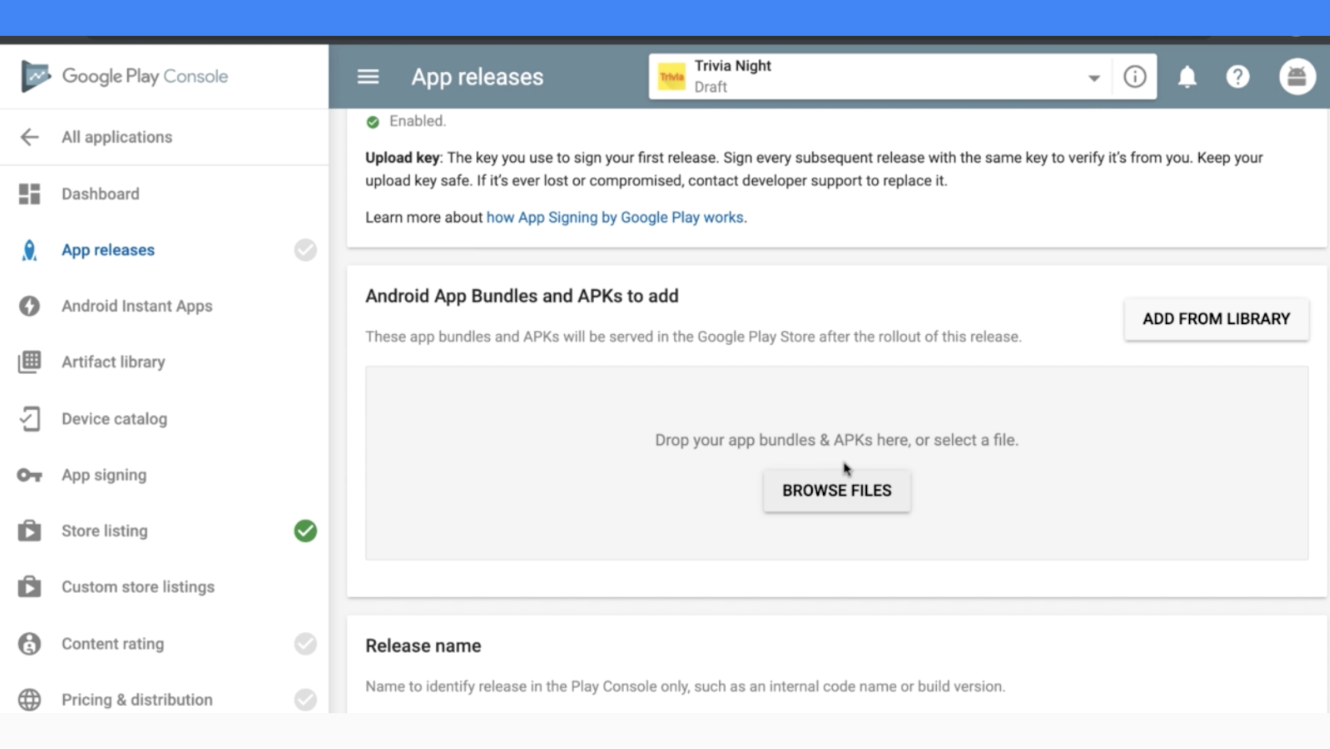 Google Play Console
App releases
Trivia
Trivia Night
Draft
All applications
Dashboard
App releases
Android Instant Apps
Artifact library
Device catalog
App signing
Store listing
Custom store listings
Content rating
Pricing & distribution
Enabled.
Upload key: The key you use to sign your first release. Sign every subsequent release with the same key to verify it's from you. Keep your
upload key safe. If it's ever lost or compromised, contact developer support to replace it.
Learn more about how App Signing by Google Play works.
Android App Bundles and APKs to add
ADD FROM LIBRARY
These app bundles and APKs will be served in the Google Play Store after the rollout of this release.
Drop your app bundles & APKs here, or select a file.
BROWSE FILES
Release name
Name to identify release in the Play Console only, such as an internal code name or build version.